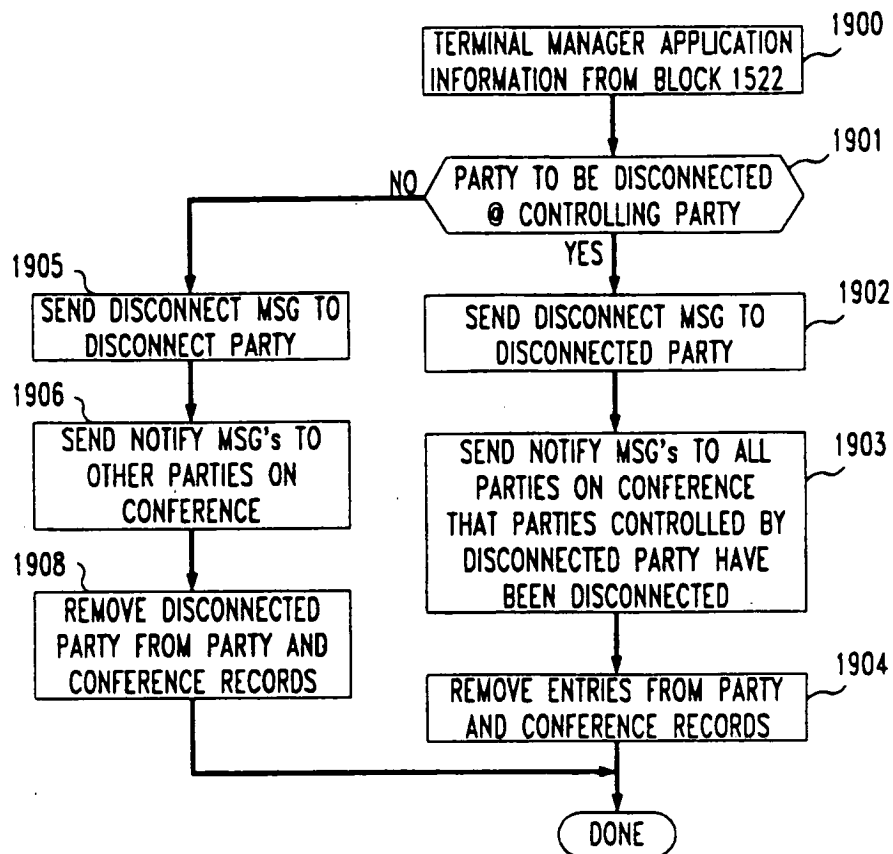 1900
TERMINAL MANAGER APPLICATION
INFORMATION FROM BLOCK 1522
1901
PARTY TO BE DISCONNECTED
@ CONTROLLING PARTY
NO
YES
1905
SEND DISCONNECT MSG TO
DISCONNECT PARTY
1902
SEND DISCONNECT MSG TO
DISCONNECTED PARTY
1906
SEND NOTIFY MSG's TO
OTHER PARTIES ON
CONFERENCE
1903
SEND NOTIFY MSG's TO ALL
PARTIES ON CONFERENCE
THAT PARTIES CONTROLLED BY
DISCONNECTED PARTY HAVE
BEEN DISCONNECTED
1908
REMOVE DISCONNECTED
PARTY FROM PARTY AND
CONFERENCE RECORDS
1904
REMOVE ENTRIES FROM PARTY
AND CONFERENCE RECORDS
DONE